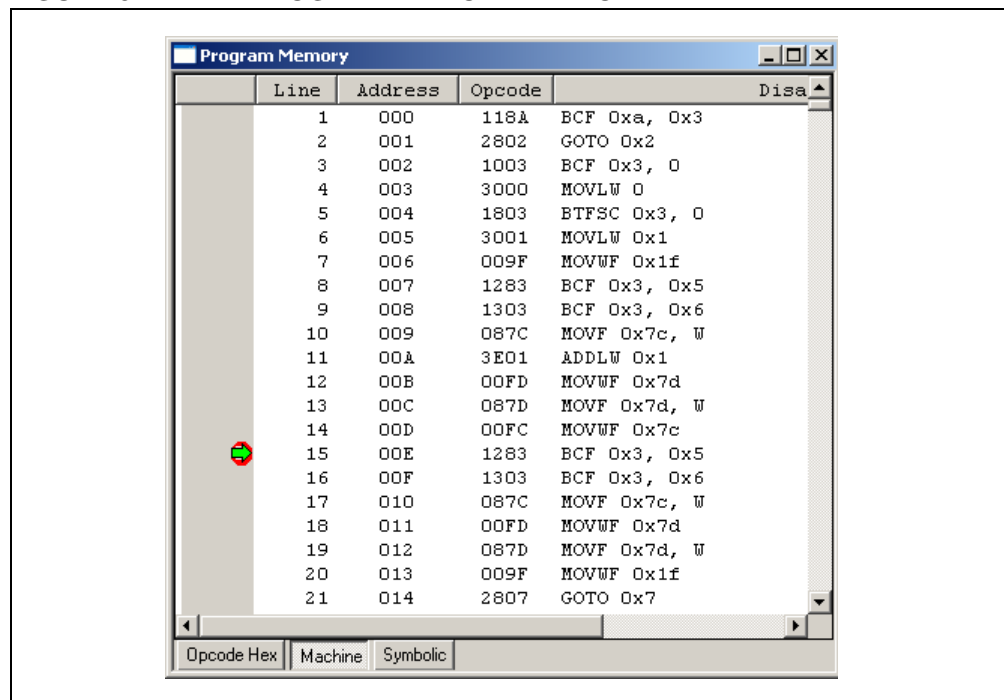 Program Memory
Line Address Opcode Disa
1 000 118A BCF 0xa, 0x3
2 001 2802 GOTO 0x2
3 002 1003 BCF 0x3, 0
4 003 3000 MOVLW 0
5 004 1803 BTFSC 0x3, 0
6 005 3001 MOVLW 0x1
7 006 009F MOVWF 0x1f
8 007 1283 BCF 0x3, 0x5
9 008 1303 BCF 0x3, 0x6
10 009 087C MOVF 0x7c, W
11 00A 3E01 ADDLW 0x1
12 00B 00FD MOVWF 0x7d
13 00C 087D MOVF 0x7d, W
14 00D 00FC MOVWF 0x7c
15 00E 1283 BCF 0x3, 0x5
16 00F 1303 BCF 0x3, 0x6
17 010 087C MOVF 0x7c, W
18 011 00FD MOVWF 0x7d
19 012 087D MOVF 0x7d, W
20 013 009F MOVWF 0x1f
21 014 2807 GOTO 0x7
Opcode Hex Machine Symbolic